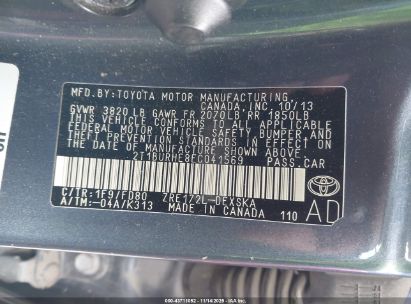 MFD.BY:TOYOTA MOTOR MANUFACTURING,
CANADA, INC. 10/13
GVWR 3820LB GAWR FR 2070LB RR 1850LB
THIS VEHICLE CONFORMS TO ALL APPLICABLE
FEDERAL MOTOR VEHICLE SAFETY, BUMPER, AND
THEFT PREVENTION STANDARDS IN EFFECT ON
THE DATE OF MANUFACTURE SHOWN ABOVE.
2T1BURHE8FC041569 PASS.CAR
C/TR:1F9/FD80 ZRE172L-DEXSKA
A/TM:-04A/K313 MADE IN CANADA 110
TOYOTA
AD